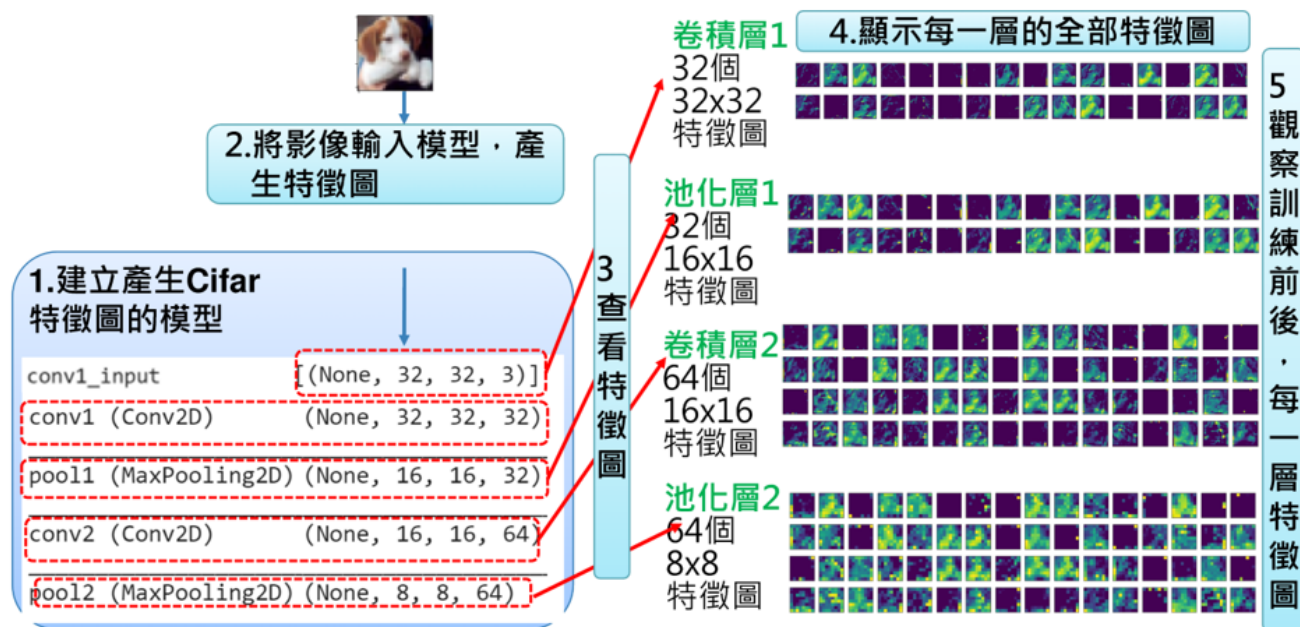 1.建立產生Cifar
特徵圖的模型
conv1_input [(None, 32, 32, 3)]
conv1 (Conv2D) (None, 32, 32, 32)
pool1 (MaxPooling2D) (None, 16, 16, 32)
conv2 (Conv2D) (None, 16, 16, 64)
pool2 (MaxPooling2D) (None, 8, 8, 64)
2.將影像輸入模型，產
生特徵圖
3
查
看
特
徵
圖
卷積層1
32個
32x32
特徵圖
池化層1
32個
16x16
特徵圖
卷積層2
64個
16x16
特徵圖
池化層2
64個
8x8
特徵圖
4.顯示每一層的全部特徵圖
5
觀
察
訓
練
前
後
，
每
一
層
特
徵
圖